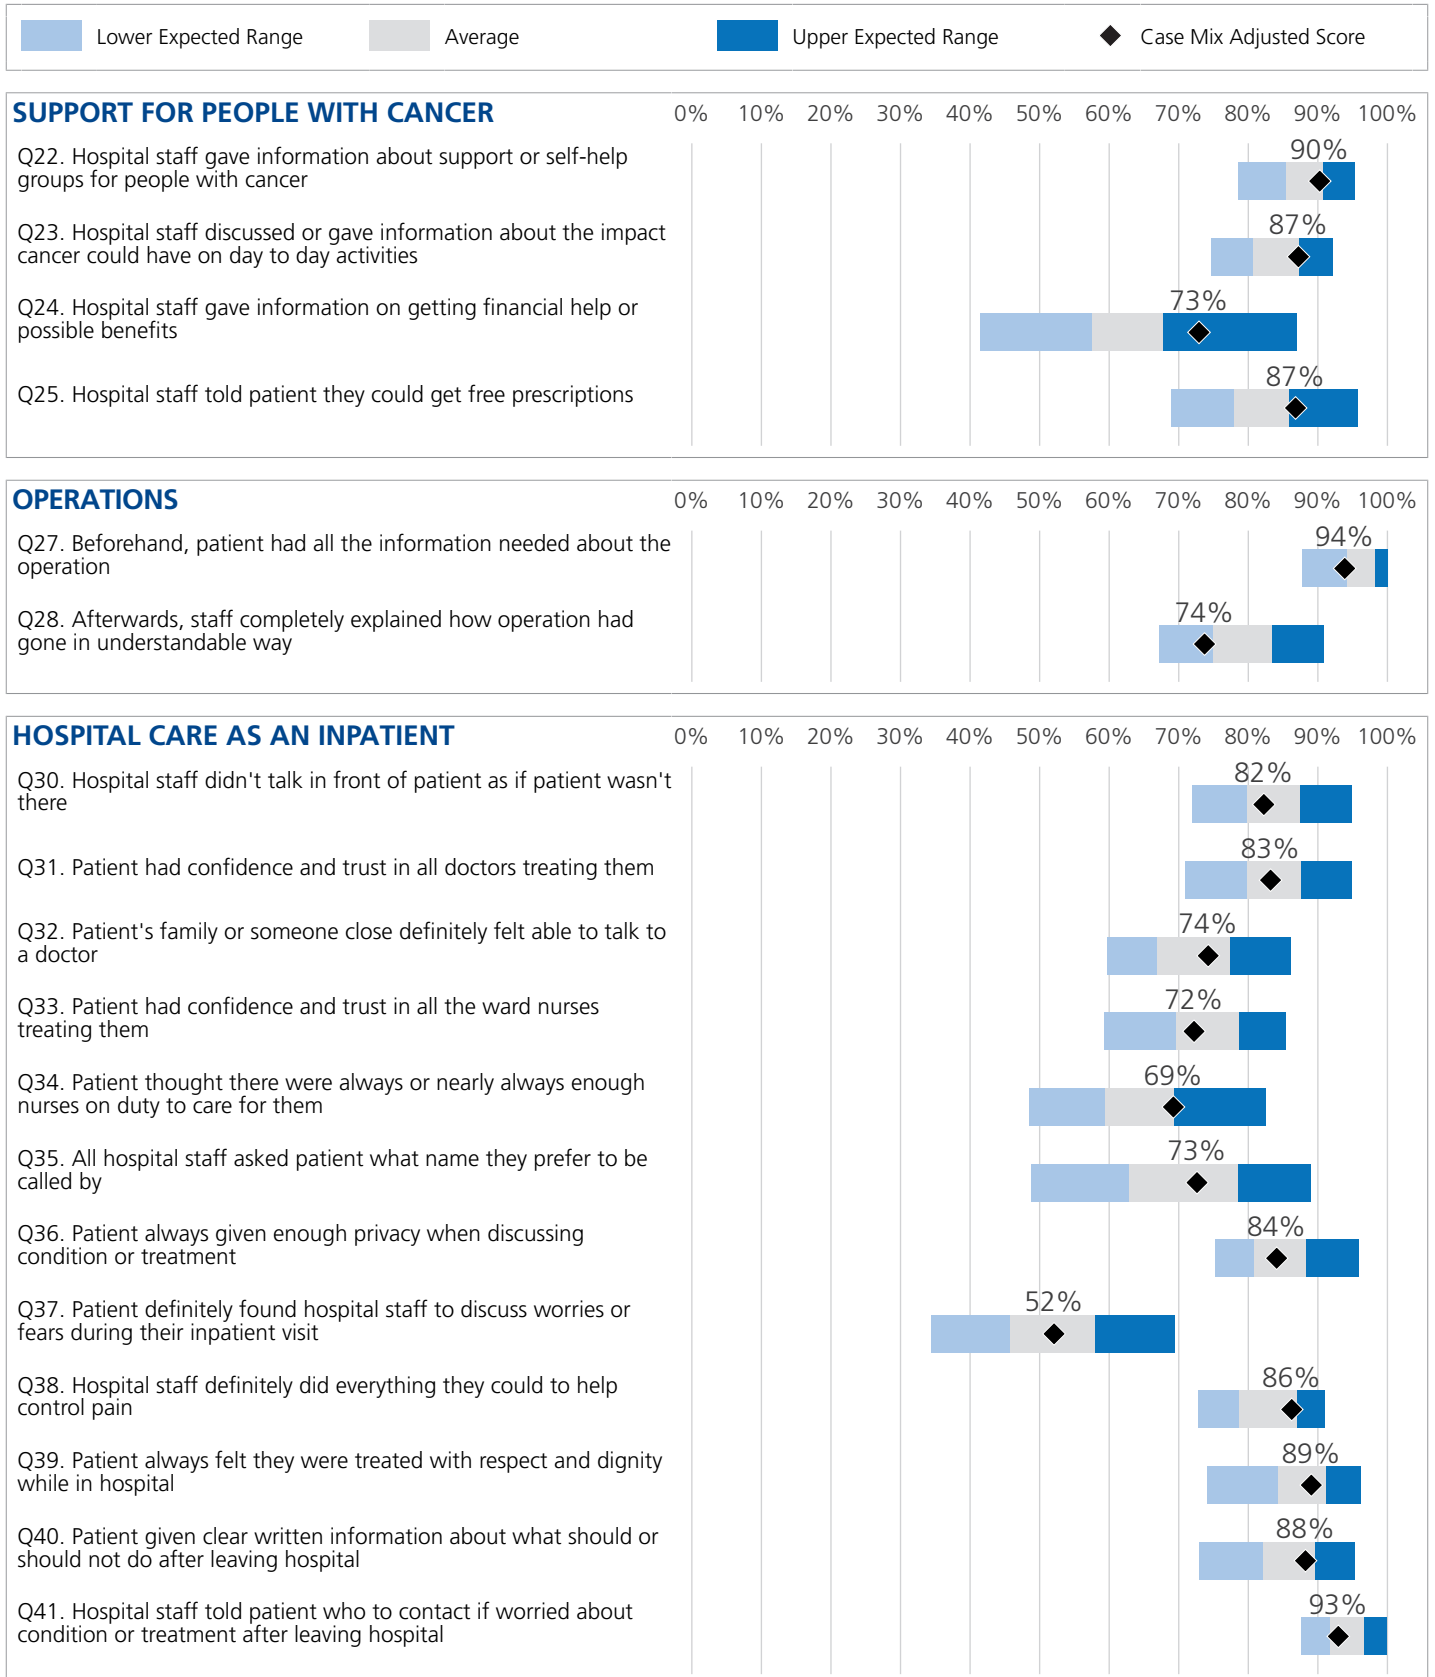 Lower Expected Range Average Upper Expected Range Case Mix Adjusted Score
SUPPORT FOR PEOPLE WITH CANCER 0% 10% 20% 30% 40% 50% 60% 70% 80% 90% 100%
Q22. Hospital staff gave information about support or self-help
groups for people with cancer
90%
Q23. Hospital staff discussed or gave information about the impact
cancer could have on day to day activities
87%
Q24. Hospital staff gave information on getting financial help or
possible benefits
73%
Q25. Hospital staff told patient they could get free prescriptions
87%
OPERATIONS 0% 10% 20% 30% 40% 50% 60% 70% 80% 90% 100%
Q27. Beforehand, patient had all the information needed about the
operation
94%
Q28. Afterwards, staff completely explained how operation had
gone in understandable way
74%
HOSPITAL CARE AS AN INPATIENT 0% 10% 20% 30% 40% 50% 60% 70% 80% 90% 100%
Q30. Hospital staff didn't talk in front of patient as if patient wasn't
there
82%
Q31. Patient had confidence and trust in all doctors treating them
83%
Q32. Patient's family or someone close definitely felt able to talk to
a doctor
74%
Q33. Patient had confidence and trust in all the ward nurses
treating them
72%
Q34. Patient thought there were always or nearly always enough
nurses on duty to care for them
69%
Q35. All hospital staff asked patient what name they prefer to be
called by
73%
Q36. Patient always given enough privacy when discussing
condition or treatment
84%
Q37. Patient definitely found hospital staff to discuss worries or
fears during their inpatient visit
52%
Q38. Hospital staff definitely did everything they could to help
control pain
86%
Q39. Patient always felt they were treated with respect and dignity
while in hospital
89%
Q40. Patient given clear written information about what should or
should not do after leaving hospital
88%
Q41. Hospital staff told patient who to contact if worried about
condition or treatment after leaving hospital
93%